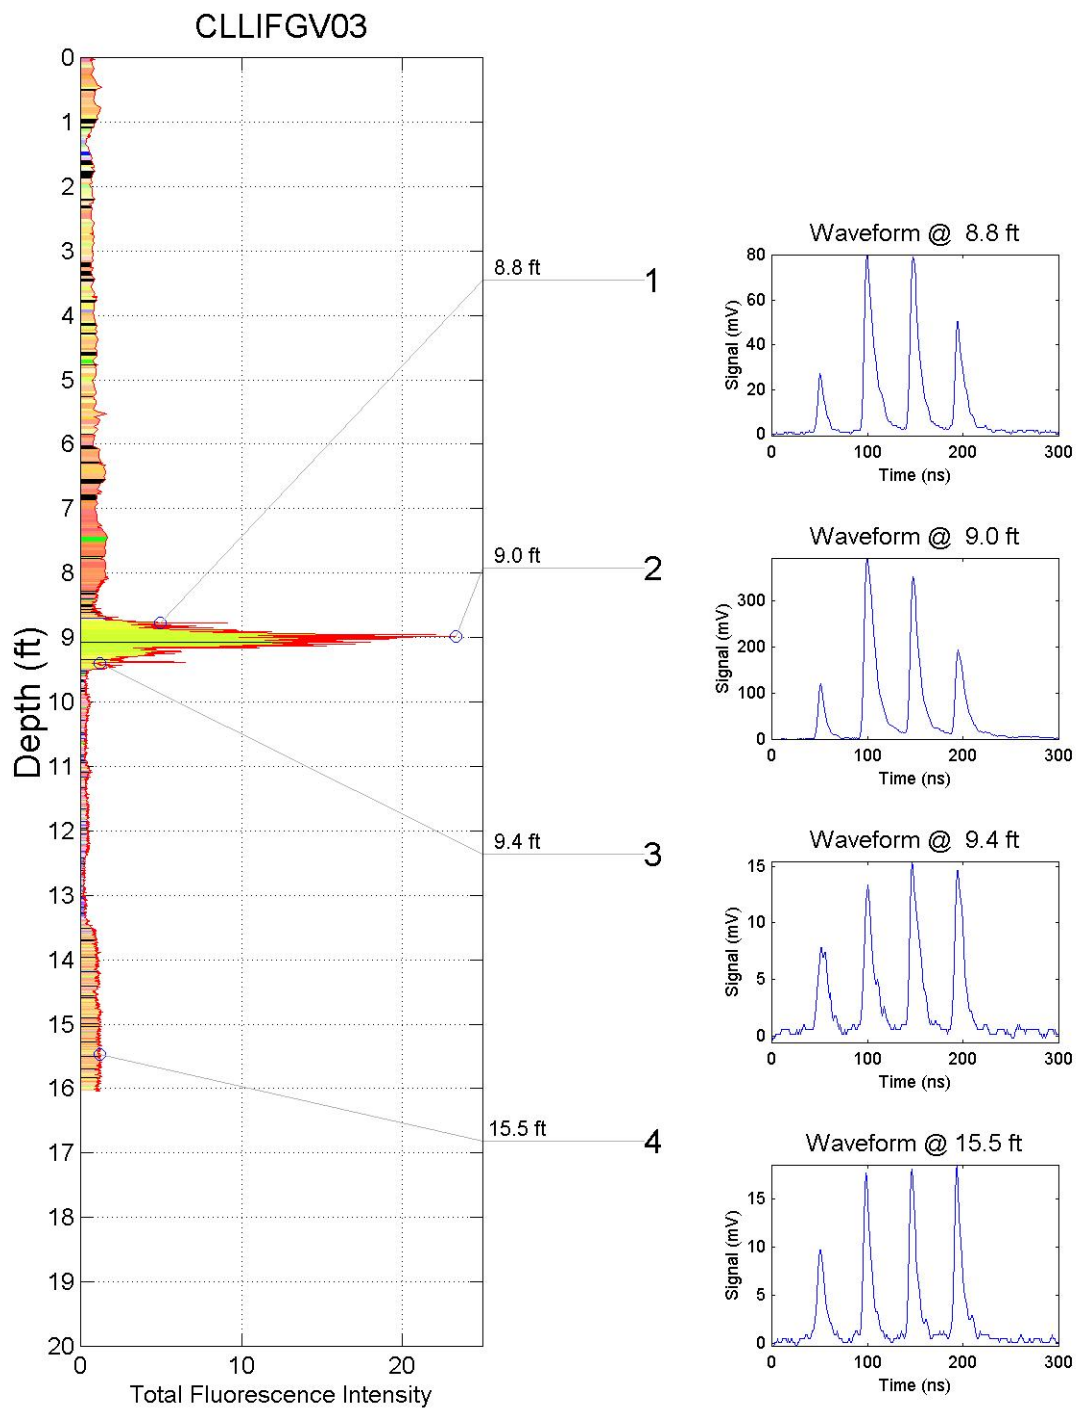 CLLIFGV03
0
1
2
3
4
5
6
7
8
9
10
11
12
13
14
15
16
17
18
19
20
Depth (ft)
0 10 20
Total Fluorescence Intensity
8.8 ft 1
9.0 ft 2
9.4 ft 3
15.5 ft 4
Waveform @ 8.8 ft
80
60
40
20
0
Signal (mV)
0 100 200 300
Time (ns)
Waveform @ 9.0 ft
300
200
100
0
Signal (mV)
0 100 200 300
Time (ns)
Waveform @ 9.4 ft
15
10
5
0
Signal (mV)
0 100 200 300
Time (ns)
Waveform @ 15.5 ft
15
10
5
0
Signal (mV)
0 100 200 300
Time (ns)